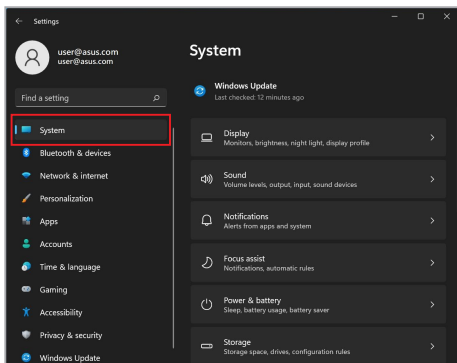 Settings
user@asus.com
user@asus.com
Find a setting
System
Bluetooth & devices
Network & internet
Personalization
Apps
Accounts
Time & language
Gaming
Accessibility
Privacy & security
Windows Update
System
Windows Update
Last checked: 12 minutes ago
Display
Monitors, brightness, night light, display profile
Sound
Volume levels, output, input, sound devices
Notifications
Alerts from apps and system
Focus assist
Notifications, automatic rules
Power & battery
Sleep, battery usage, battery saver
Storage
Storage space, drives, configuration rules